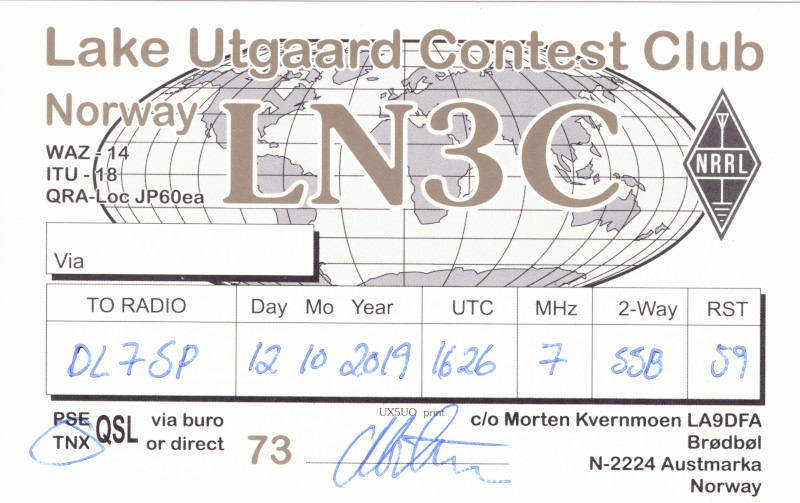 Lake Utgaard Contest Club
Norway
LN3C
WAZ - 14
ITU - 18
QRA-Loc JP60ea
NRRL
Via
TO RADIO Day Mo Year UTC MHz 2-Way RST
DL7SP 12 10 2019 1626 7 SSB 59
UX5UO print
PSE TNX QSL via buro or direct
73
c/o Morten Kvernmoen LA9DFA
Brødbøl
N-2224 Austmarka
Norway